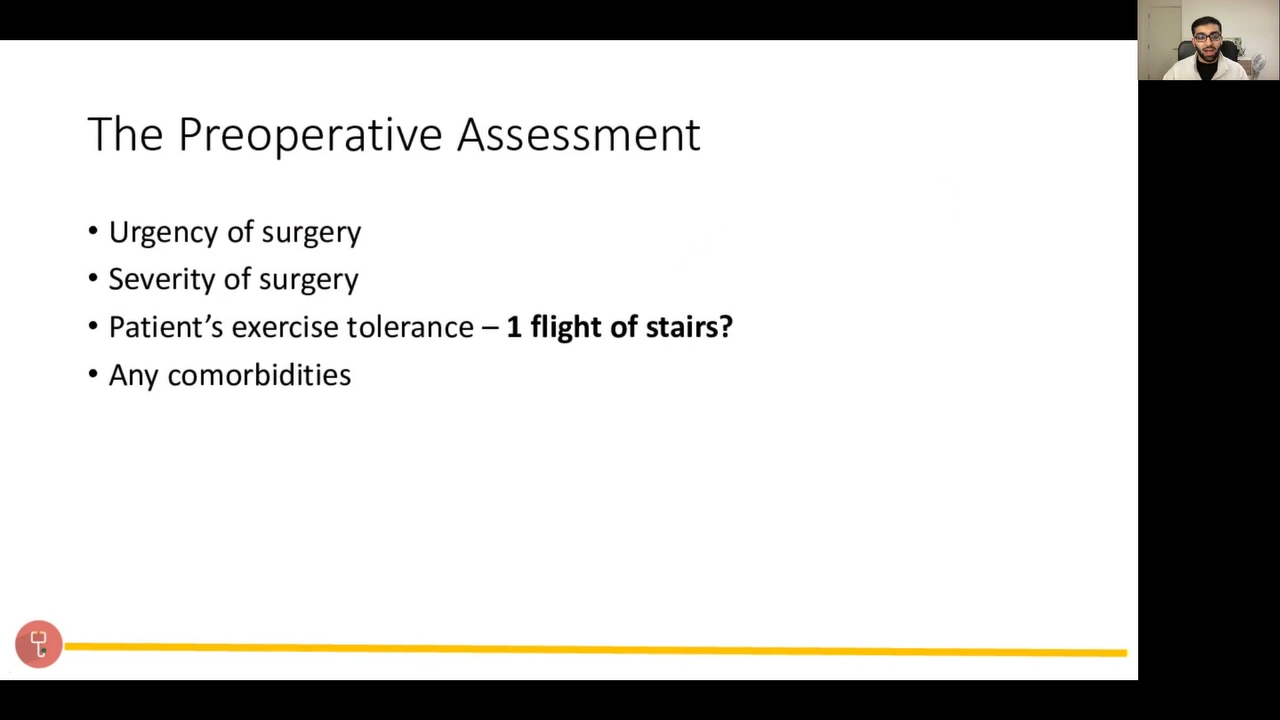 The Preoperative Assessment
• Urgency of surgery
• Severity of surgery
• Patient’s exercise tolerance – 1 flight of stairs?
• Any comorbidities